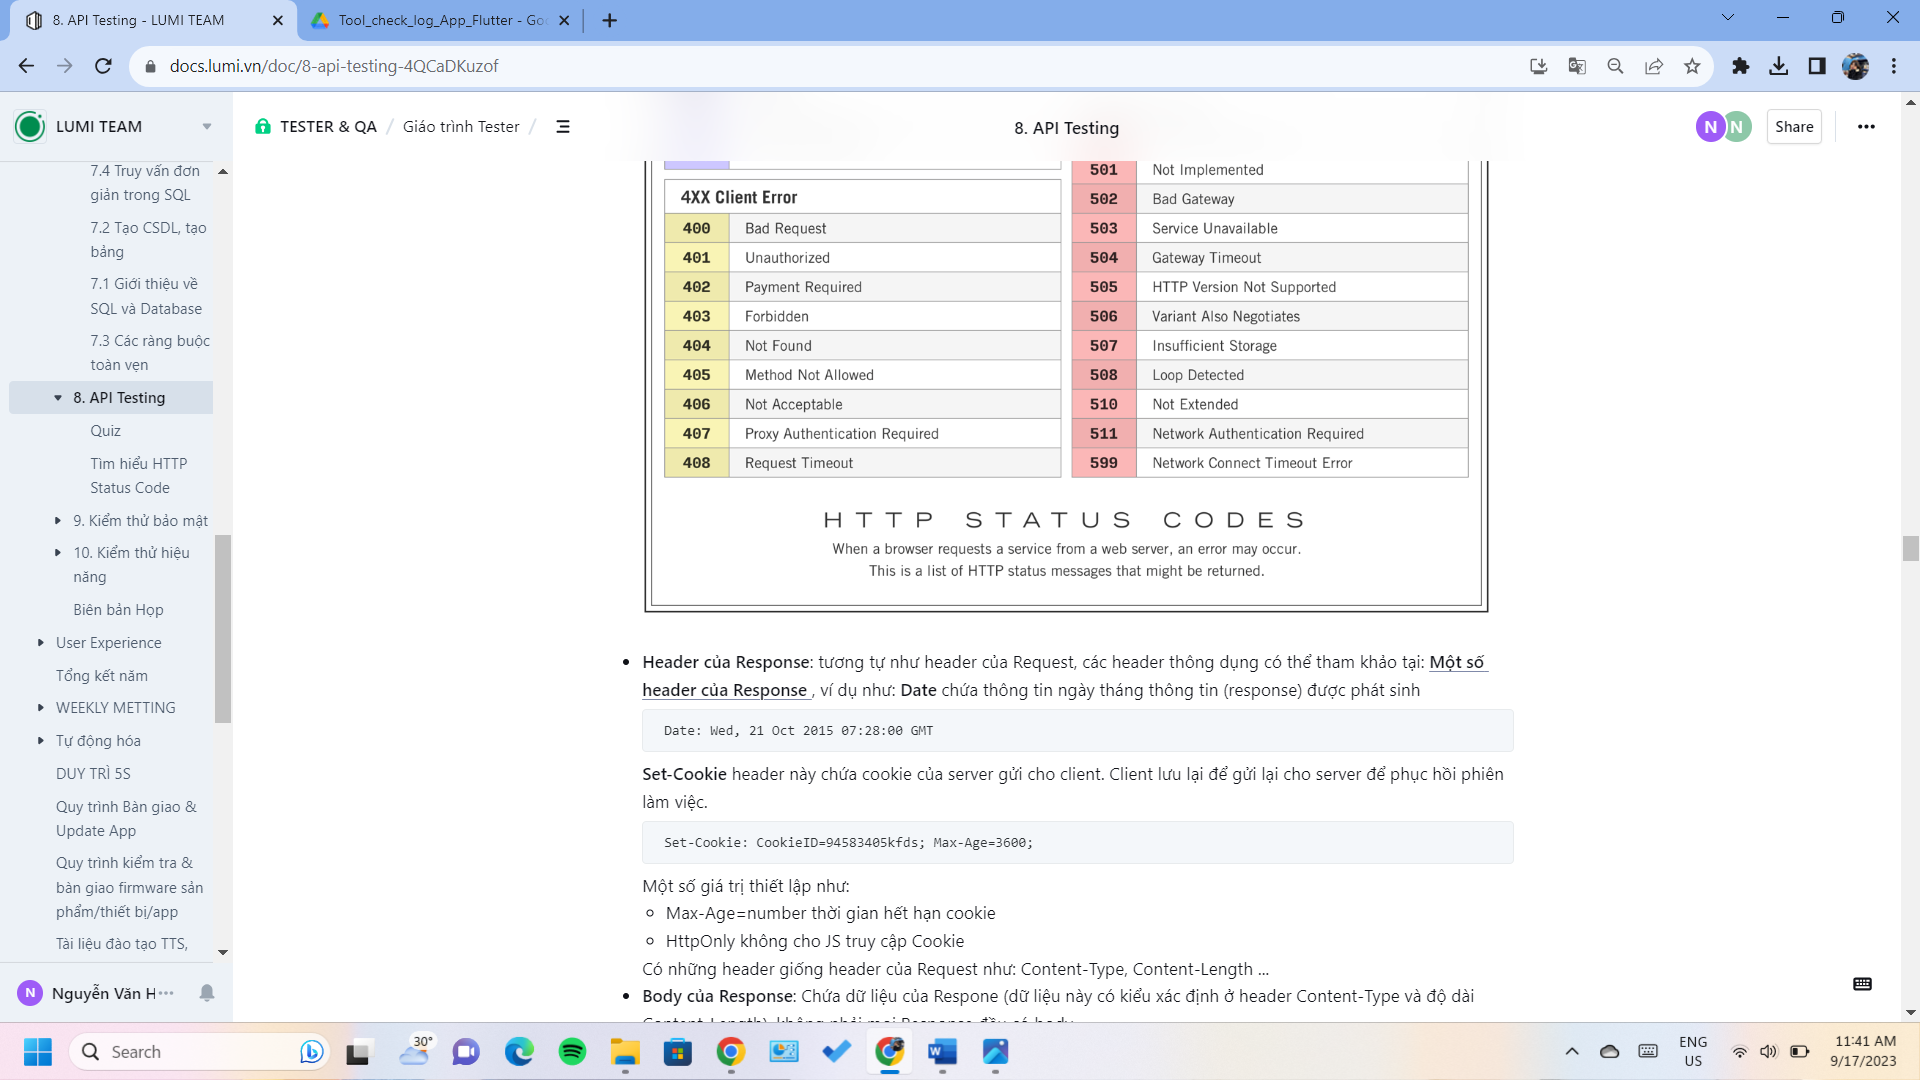 8. API Testing - LUMI TEAM
Tool_check_log_App_Flutter - Goo
docs.lumi.vn/doc/8-api-testing-4QCaDKuzof
LUMI TEAM
TESTER & QA / Giáo trình Tester /
8. API Testing
N
N
Share
7.4 Truy vấn đơn
giản trong SQL
7.2 Tạo CSDL, tạo
bảng
7.1 Giới thiệu về
SQL và Database
7.3 Các ràng buộc
toàn vẹn
8. API Testing
Quiz
Tìm hiểu HTTP
Status Code
9. Kiểm thử bảo mật
10. Kiểm thử hiệu
năng
Biên bản Họp
User Experience
Tổng kết năm
WEEKLY METTING
Tự động hóa
DUY TRÌ 5S
Quy trình Bàn giao &
Update App
Quy trình kiểm tra &
bàn giao firmware sản
phẩm/thiết bị/app
Tài liệu đào tạo TTS,
N
Nguyễn Văn H
4XX Client Error
400 Bad Request
401 Unauthorized
402 Payment Required
403 Forbidden
404 Not Found
405 Method Not Allowed
406 Not Acceptable
407 Proxy Authentication Required
408 Request Timeout
501 Not Implemented
502 Bad Gateway
503 Service Unavailable
504 Gateway Timeout
505 HTTP Version Not Supported
506 Variant Also Negotiates
507 Insufficient Storage
508 Loop Detected
510 Not Extended
511 Network Authentication Required
599 Network Connect Timeout Error
HTTP STATUS CODES
When a browser requests a service from a web server, an error may occur.
This is a list of HTTP status messages that might be returned.
Header của Response: tương tự như header của Request, các header thông dụng có thể tham khảo tại: Một số
header của Response , ví dụ như: Date chứa thông tin ngày tháng thông tin (response) được phát sinh
Date: Wed, 21 Oct 2015 07:28:00 GMT
Set-Cookie header này chứa cookie của server gửi cho client. Client lưu lại để gửi lại cho server để phục hồi phiên
làm việc.
Set-Cookie: CookieID=94583405kfds; Max-Age=3600;
Một số giá trị thiết lập như:
Max-Age=number thời gian hết hạn cookie
HttpOnly không cho JS truy cập Cookie
Có những header giống header của Request như: Content-Type, Content-Length ...
Body của Response: Chứa dữ liệu của Respone (dữ liệu này có kiểu xác định ở header Content-Type và độ dài
Content-Length), không phải mọi Response đều có body
Search
30°
ENG
US
11:41 AM
9/17/2023